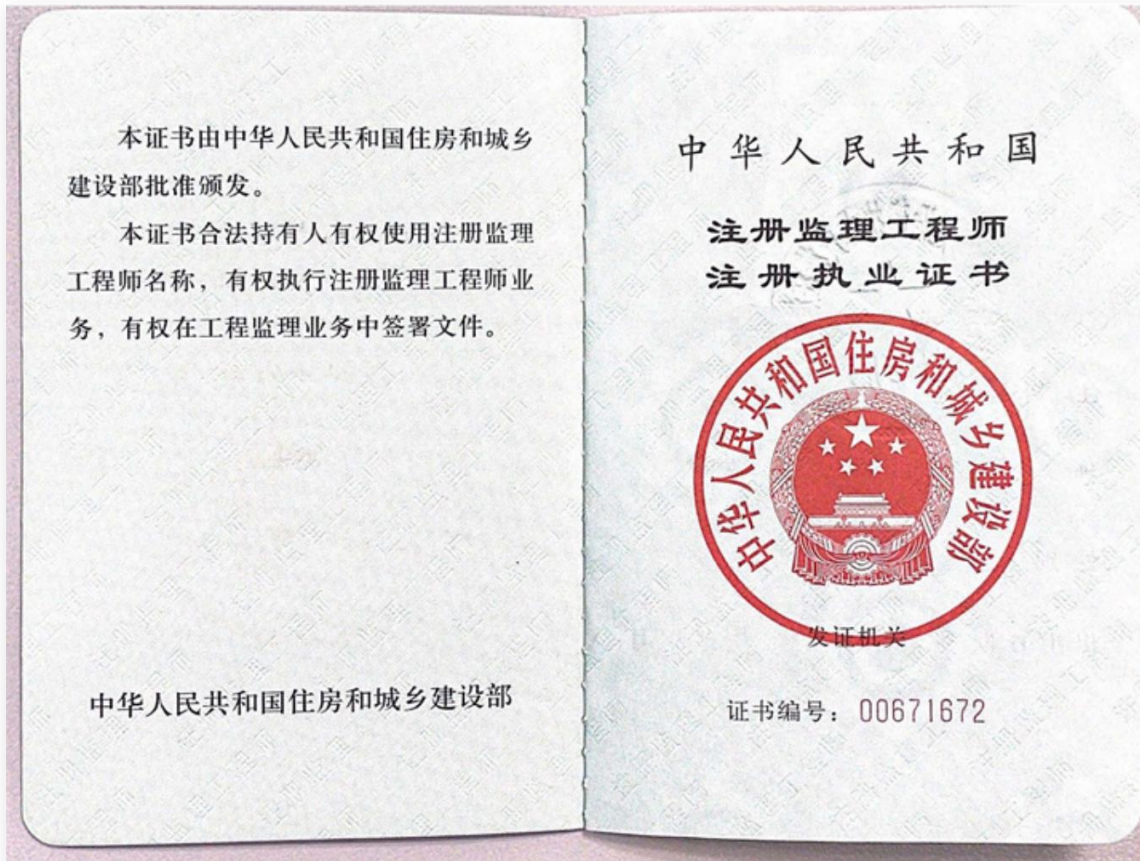 本证书由中华人民共和国住房和城乡
建设部批准颁发。
本证书合法持有人有权使用注册监理
工程师名称，有权执行注册监理工程师业
务，有权在工程监理业务中签署文件。
中华人民共和国住房和城乡建设部
中华人民共和国
注册监理工程师
注册执业证书
中华人民共和国住房和城乡建设部
发证机关
证书编号：00671672